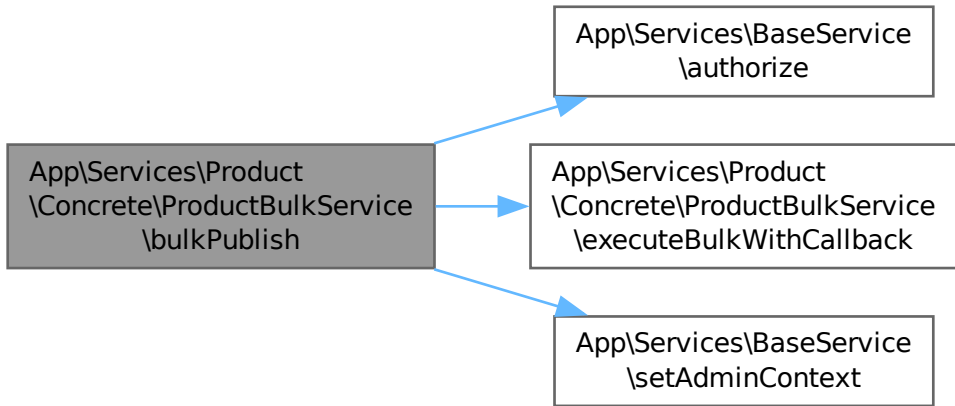 App\Services\Product
\Concrete\ProductBulkService
\bulkPublish
App\Services\BaseService
\authorize
App\Services\Product
\Concrete\ProductBulkService
\executeBulkWithCallback
App\Services\BaseService
\setAdminContext